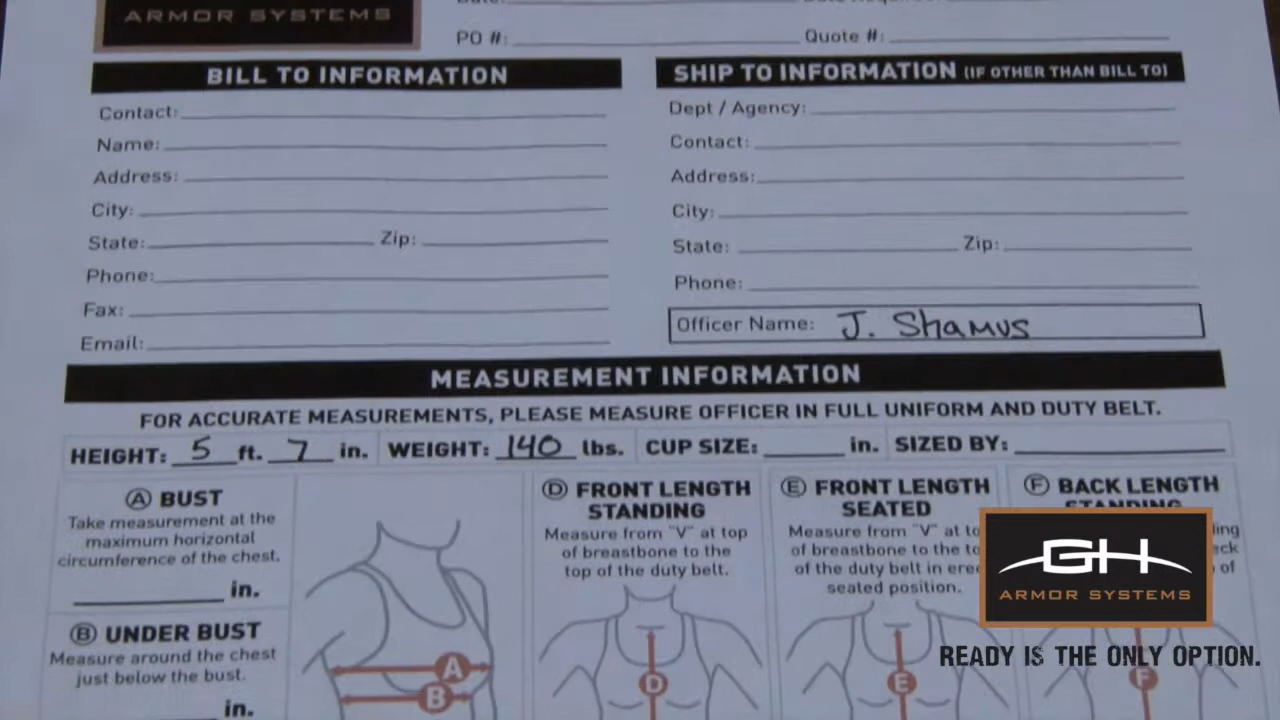 ARMOR SYSTEMS
PO #: Quote #:
BILL TO INFORMATION
Contact:
Name:
Address:
City:
State: Zip:
Phone:
Fax:
Email:
SHIP TO INFORMATION (IF OTHER THAN BILL TO)
Dept / Agency:
Contact:
Address:
City:
State: Zip:
Phone:
Officer Name: J. Shamus
MEASUREMENT INFORMATION
FOR ACCURATE MEASUREMENTS, PLEASE MEASURE OFFICER IN FULL UNIFORM AND DUTY BELT.
HEIGHT: 5 ft. 7 in. WEIGHT: 140 lbs. CUP SIZE: in. SIZED BY:
A BUST
Take measurement at the
maximum horizontal
circumference of the chest.
in.
B UNDER BUST
Measure around the chest
just below the bust.
in.
A
B
D FRONT LENGTH
STANDING
Measure from "V" at top
of breastbone to the
top of the duty belt.
D
E FRONT LENGTH
SEATED
Measure from "V" at
of breastbone to the
of the duty belt in
seated position.
E
F BACK LENGTH
STANDING
of
F
GH
ARMOR SYSTEMS
READY IS THE ONLY OPTION.